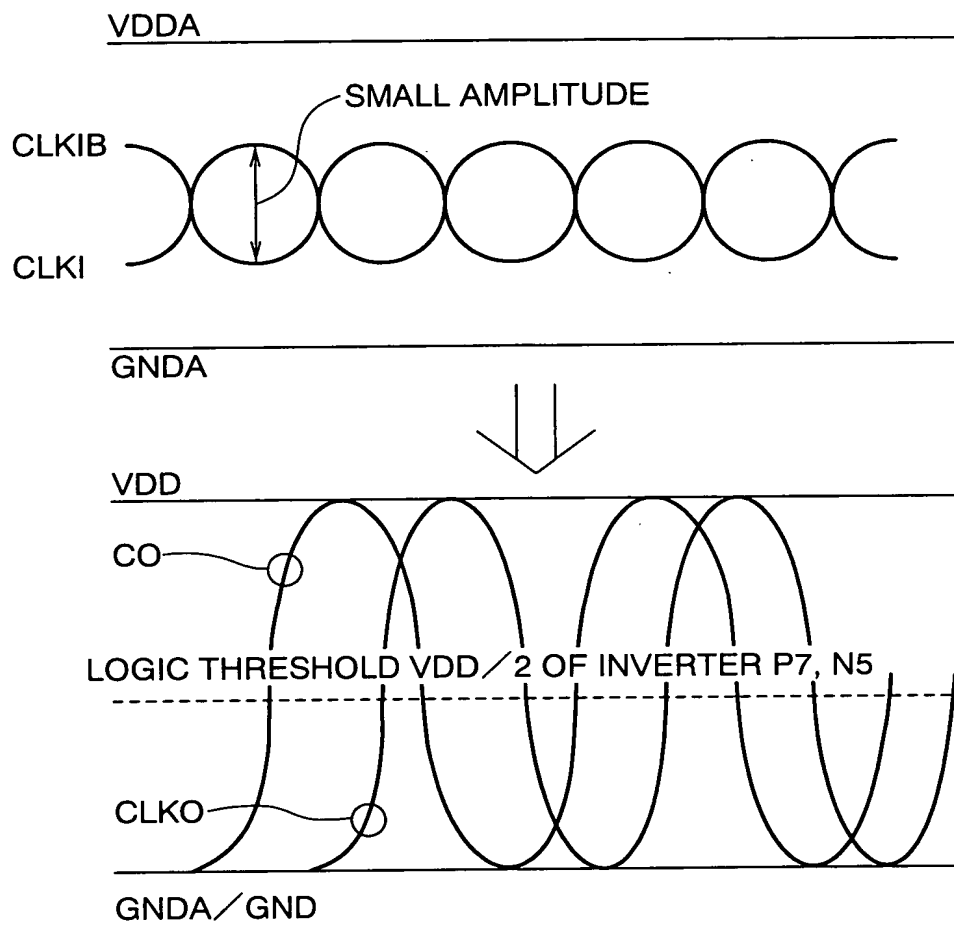 VDDA
SMALL AMPLITUDE
CLKIB
CLKI
GNDA
VDD
CO
LOGIC THRESHOLD VDD/2 OF INVERTER P7, N5
CLKO
GNDA/GND